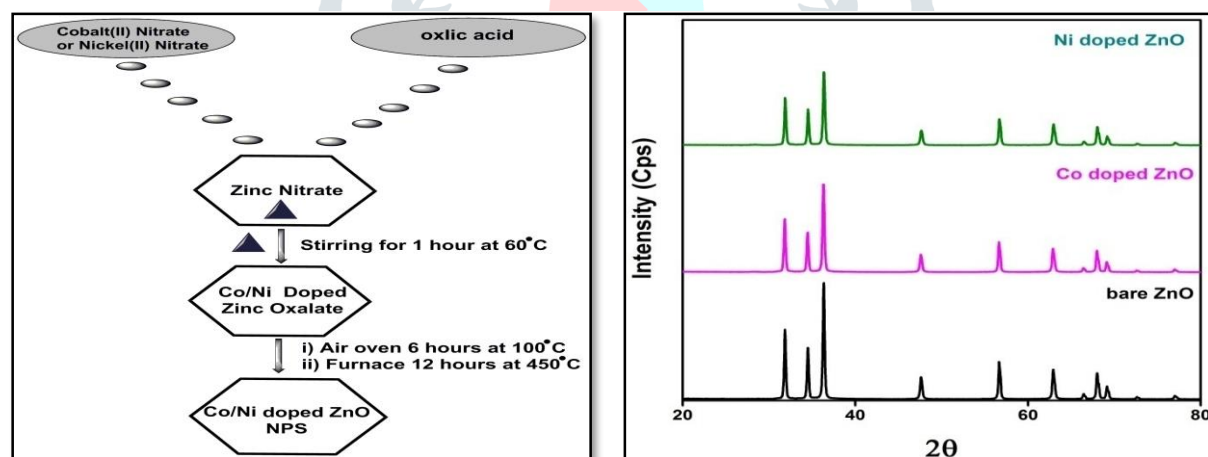 Cobalt(II) Nitrate
or Nickel(II) Nitrate
oxlic acid
Zinc Nitrate
Stirring for 1 hour at 60°C
Co/Ni Doped
Zinc Oxalate
i) Air oven 6 hours at 100°C
ii) Furnace 12 hours at 450°C
Co/Ni doped ZnO
NPS
Intensity (Cps)
Ni doped ZnO
Co doped ZnO
bare ZnO
20 40 60 80
2θ